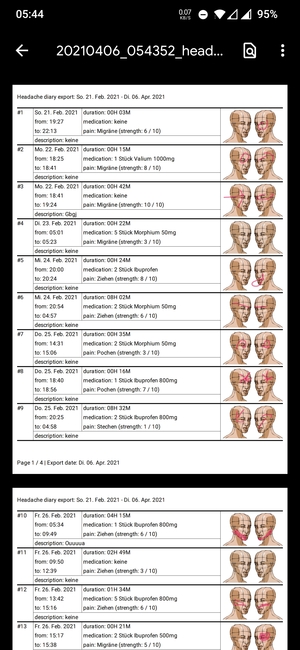 05:44
0.07
KB/S
95%
20210406_054352_head...
Headache diary export: So. 21. Feb. 2021 - Di. 06. Apr. 2021
#1 So. 21. Feb. 2021 duration: 00H 03M
from: 19:27 medication: keine
to: 22:13 pain: Migräne (strength: 6 / 10)
description: keine
#2 Mo. 22. Feb. 2021 duration: 00H 15M
from: 18:25 medication: 1 Stück Valium 1000mg
to: 18:41 pain: Migräne (strength: 8 / 10)
description: keine
#3 Mo. 22. Feb. 2021 duration: 00H 42M
from: 18:41 medication: keine
to: 19:24 pain: Migräne (strength: 10 / 10)
description: Gbgj
#4 Di. 23. Feb. 2021 duration: 00H 22M
from: 05:01 medication: 5 Stück Morphium 50mg
to: 05:23 pain: Migräne (strength: 3 / 10)
description: keine
#5 Mi. 24. Feb. 2021 duration: 00H 24M
from: 20:00 medication: 2 Stück Ibuprofen
to: 20:24 pain: Ziehen (strength: 8 / 10)
description: keine
#6 Mi. 24. Feb. 2021 duration: 08H 02M
from: 20:54 medication: 2 Stück Morphium 50mg
to: 04:57 pain: Ziehen (strength: 6 / 10)
description: keine
#7 Do. 25. Feb. 2021 duration: 00H 35M
from: 14:31 medication: 2 Stück Morphium 50mg
to: 15:06 pain: Pochen (strength: 3 / 10)
description: keine
#8 Do. 25. Feb. 2021 duration: 00H 16M
from: 18:40 medication: 1 Stück Ibuprofen 800mg
to: 18:56 pain: Pochen (strength: 7 / 10)
description: keine
#9 Do. 25. Feb. 2021 duration: 08H 32M
from: 20:25 medication: 2 Stück Ibuprofen 800mg
to: 04:58 pain: Stechen (strength: 1 / 10)
description: keine
Page 1 / 4 | Export date: Di. 06. Apr. 2021
Headache diary export: So. 21. Feb. 2021 - Di. 06. Apr. 2021
#10 Fr. 26. Feb. 2021 duration: 04H 15M
from: 05:34 medication: 1 Stück Ibuprofen 800mg
to: 09:49 pain: Ziehen (strength: 6 / 10)
description: Ouuuua
#11 Fr. 26. Feb. 2021 duration: 02H 49M
from: 09:50 medication: keine
to: 12:39 pain: Ziehen (strength: 3 / 10)
description: keine
#12 Fr. 26. Feb. 2021 duration: 01H 34M
from: 13:42 medication: 5 Stück Ibuprofen 800mg
to: 15:16 pain: Ziehen (strength: 6 / 10)
description: keine
#13 Fr. 26. Feb. 2021 duration: 00H 21M
from: 15:17 medication: 2 Stück Ibuprofen 500mg
to: 15:38 pain: Migräne (strength: 5 / 10)